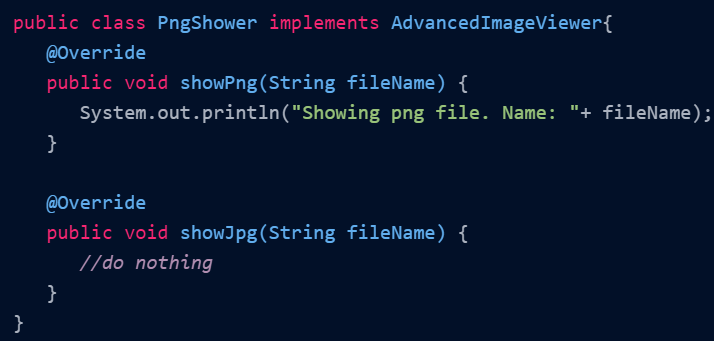 public class PngShower implements AdvancedImageViewer{
@Override
public void showPng(String fileName) {
System.out.println("Showing png file. Name: "+ fileName);
}
@Override
public void showJpg(String fileName) {
//do nothing
}
}